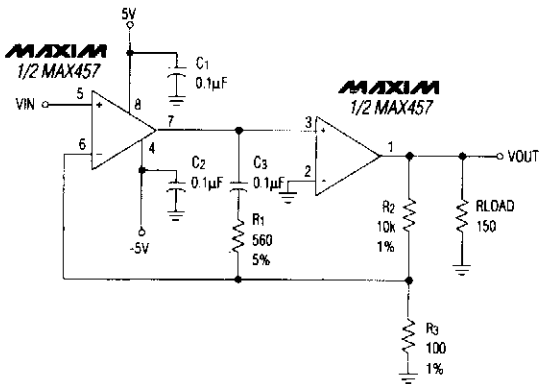 5V
MAXIM
1/2 MAX457
C1
0.1µF
MAXIM
1/2 MAX457
VIN
5
+
8
7
6
-
4
3
+
2
-
1
VOUT
C2
0.1µF
C3
0.1µF
R2
10k
1%
RLOAD
150
-5V
R1
560
5%
R3
100
1%